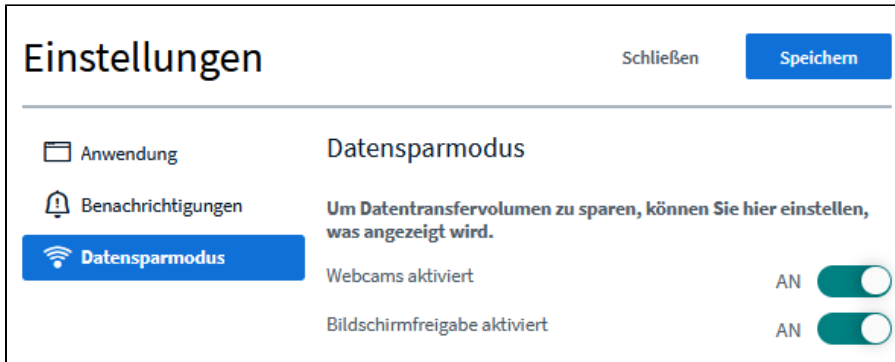 Einstellungen
Schließen
Speichern
Anwendung
Benachrichtigungen
Datensparmodus
Datensparmodus
Um Datentransfervolumen zu sparen, können Sie hier einstellen,
was angezeigt wird.
Webcams aktiviert
AN
Bildschirmfreigabe aktiviert
AN